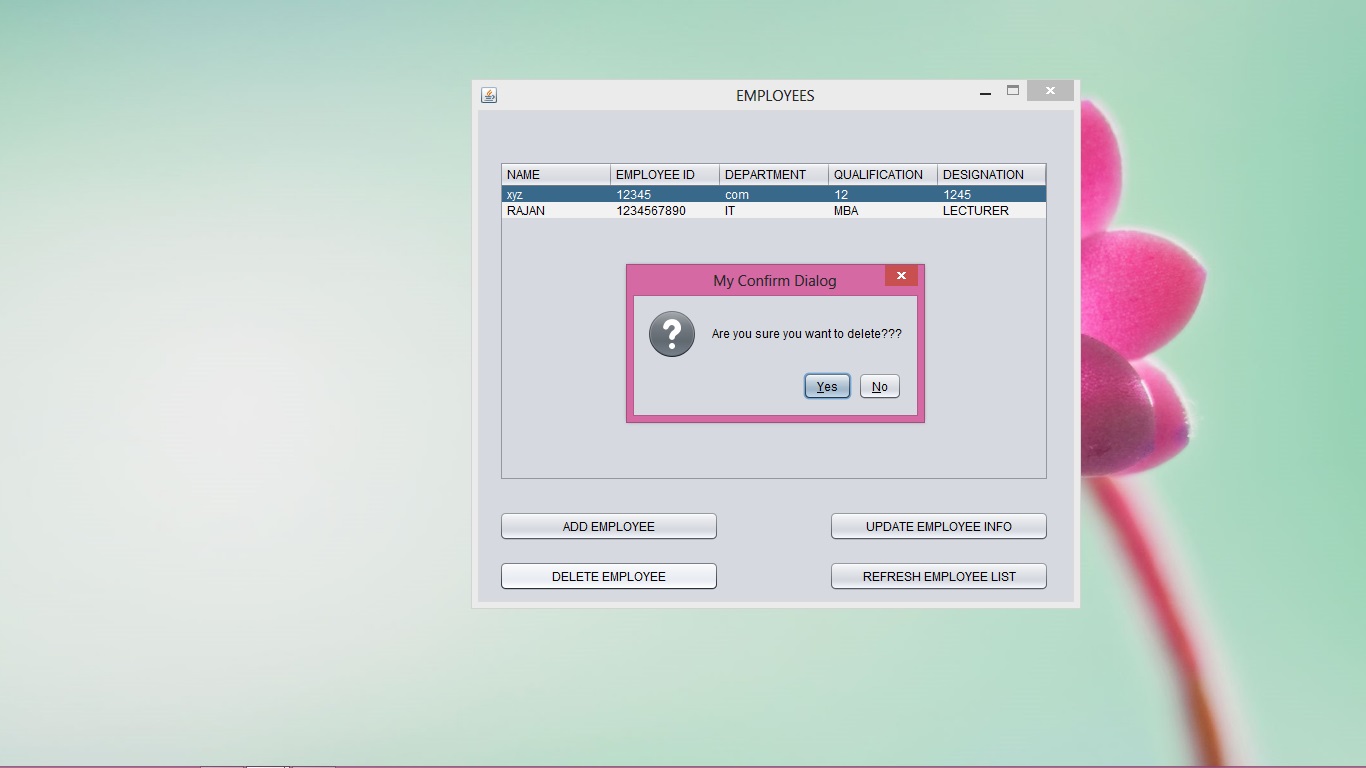 EMPLOYEES
NAME EMPLOYEE ID DEPARTMENT QUALIFICATION DESIGNATION
xyz 12345 com 12 1245
RAJAN 1234567890 IT MBA LECTURER
My Confirm Dialog
?
Are you sure you want to delete???
Yes No
ADD EMPLOYEE UPDATE EMPLOYEE INFO
DELETE EMPLOYEE REFRESH EMPLOYEE LIST